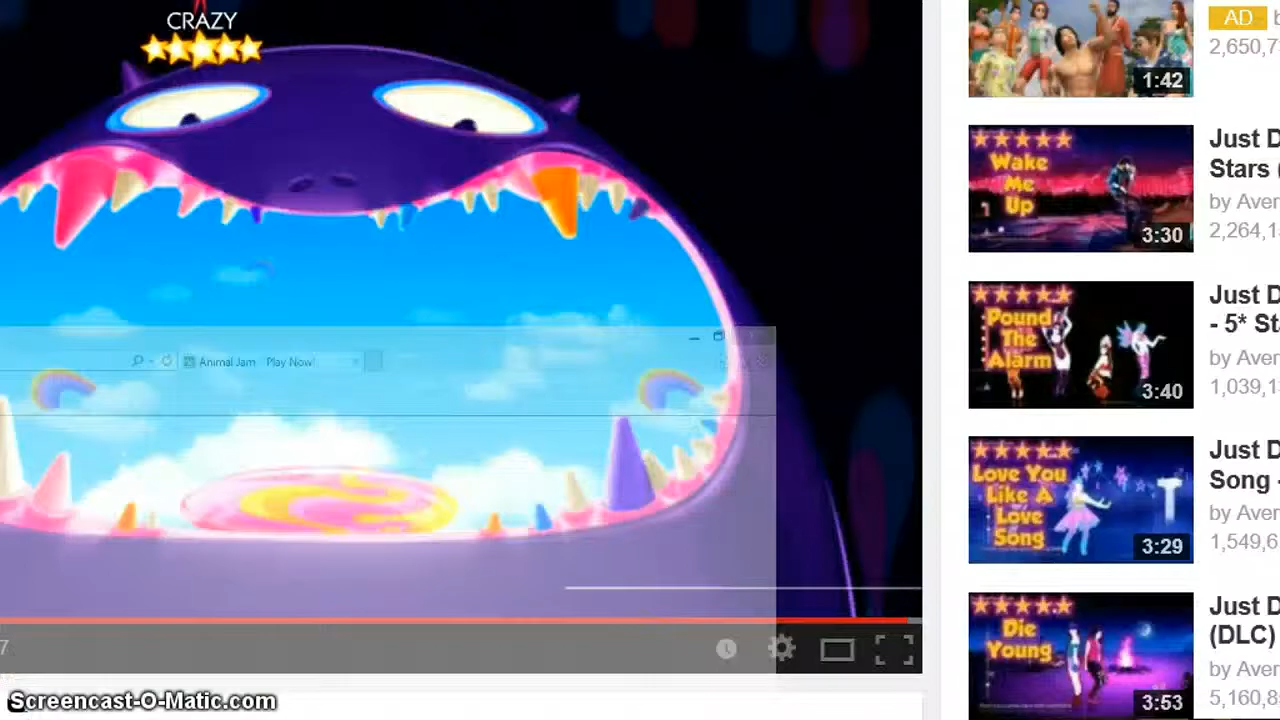 CRAZY
Animal Jam Play Now!
7
AD b
2,650,7
1:42
Wake
Me
Up
3:30
Just D
Stars (
by Aver
2,264,1
Pound
The
Alarm
3:40
Just D
- 5* St
by Aver
1,039,1
Love You
Like A
Love
Song
3:29
Just D
Song -
by Aver
1,549,6
Die
Young
3:53
Just D
(DLC)
by Aver
5,160,8
Screencast-O-Matic.com